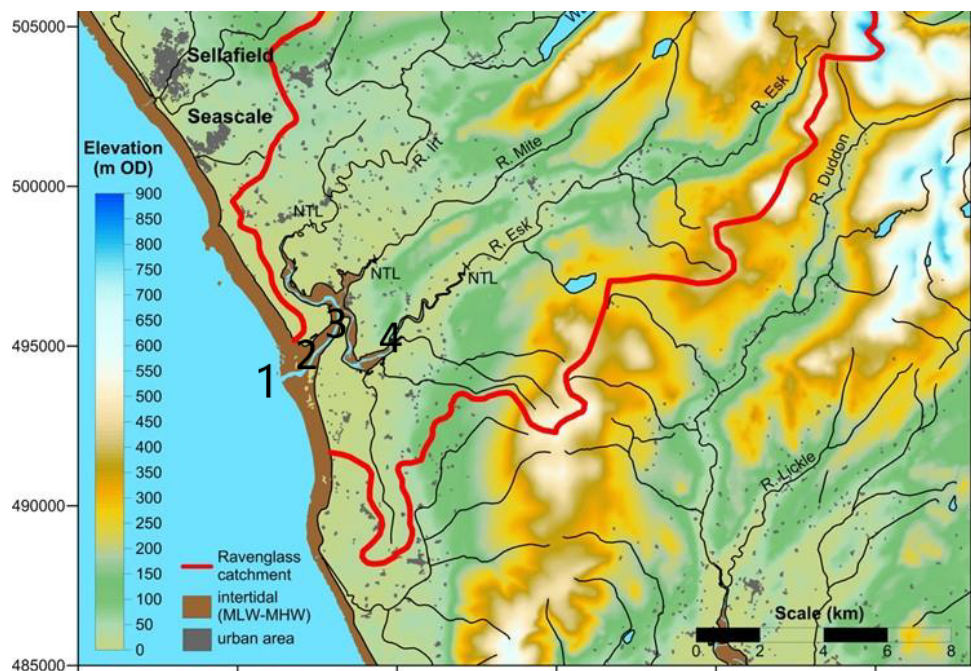 505000
500000
495000
490000
485000
Sellafield
Seascale
Elevation
(m OD)
900
850
800
750
700
650
600
550
500
450
400
350
300
250
200
150
100
50
0
Ravenglass
catchment
intertidal
(MLW-MHW)
urban area
R. Irt
R. Mite
R. Esk
R. Duddon
NTL
NTL
R. Esk
NTL
1
2
3
4
R. Lickle
Scale (km)
0 2 4 6 8